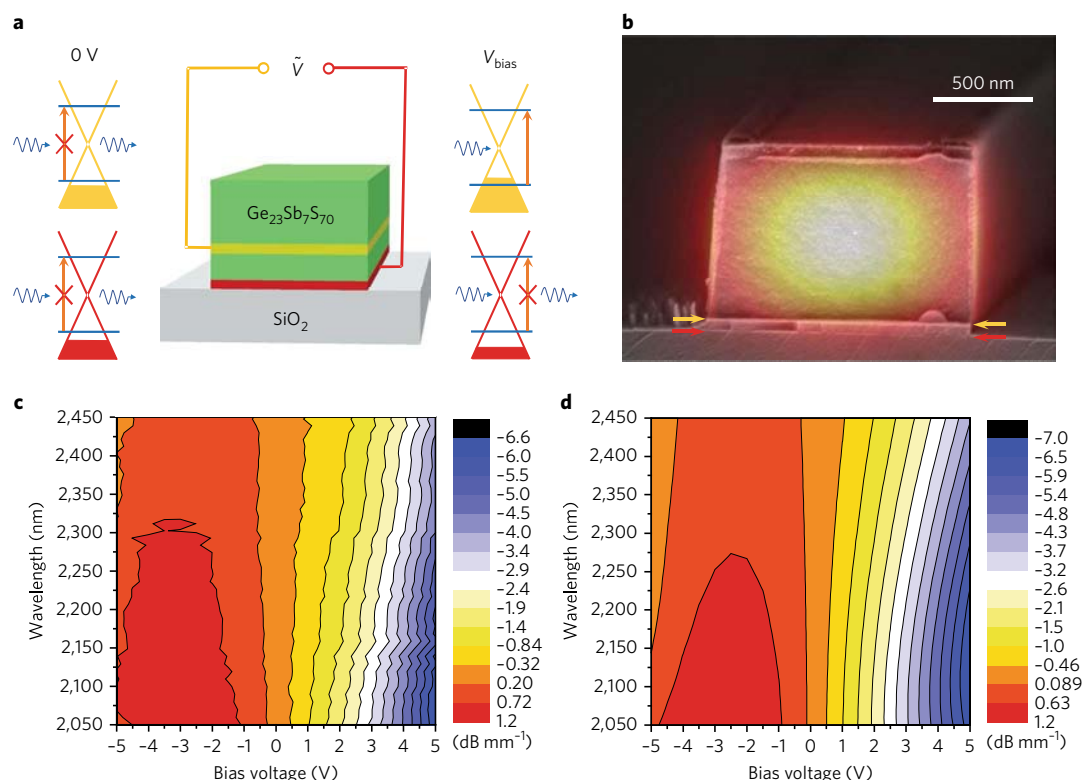 a
0 V
Ṽ
V_bias
Ge₂₃Sb₇S₇₀
SiO₂
b
500 nm
c
2,450
2,400
2,350
2,300
2,250
2,200
2,150
2,100
2,050
Wavelength (nm)
-5 -4 -3 -2 -1 0 1 2 3 4 5
Bias voltage (V)
-6.6
-6.0
-5.5
-5.0
-4.5
-4.0
-3.4
-2.9
-2.4
-1.9
-1.4
-0.84
-0.32
0.20
0.72
1.2
(dB mm⁻¹)
d
2,450
2,400
2,350
2,300
2,250
2,200
2,150
2,100
2,050
Wavelength (nm)
-5 -4 -3 -2 -1 0 1 2 3 4 5
Bias voltage (V)
-7.0
-6.5
-5.9
-5.4
-4.8
-4.3
-3.7
-3.2
-2.6
-2.1
-1.5
-1.0
-0.46
0.089
0.63
1.2
(dB mm⁻¹)